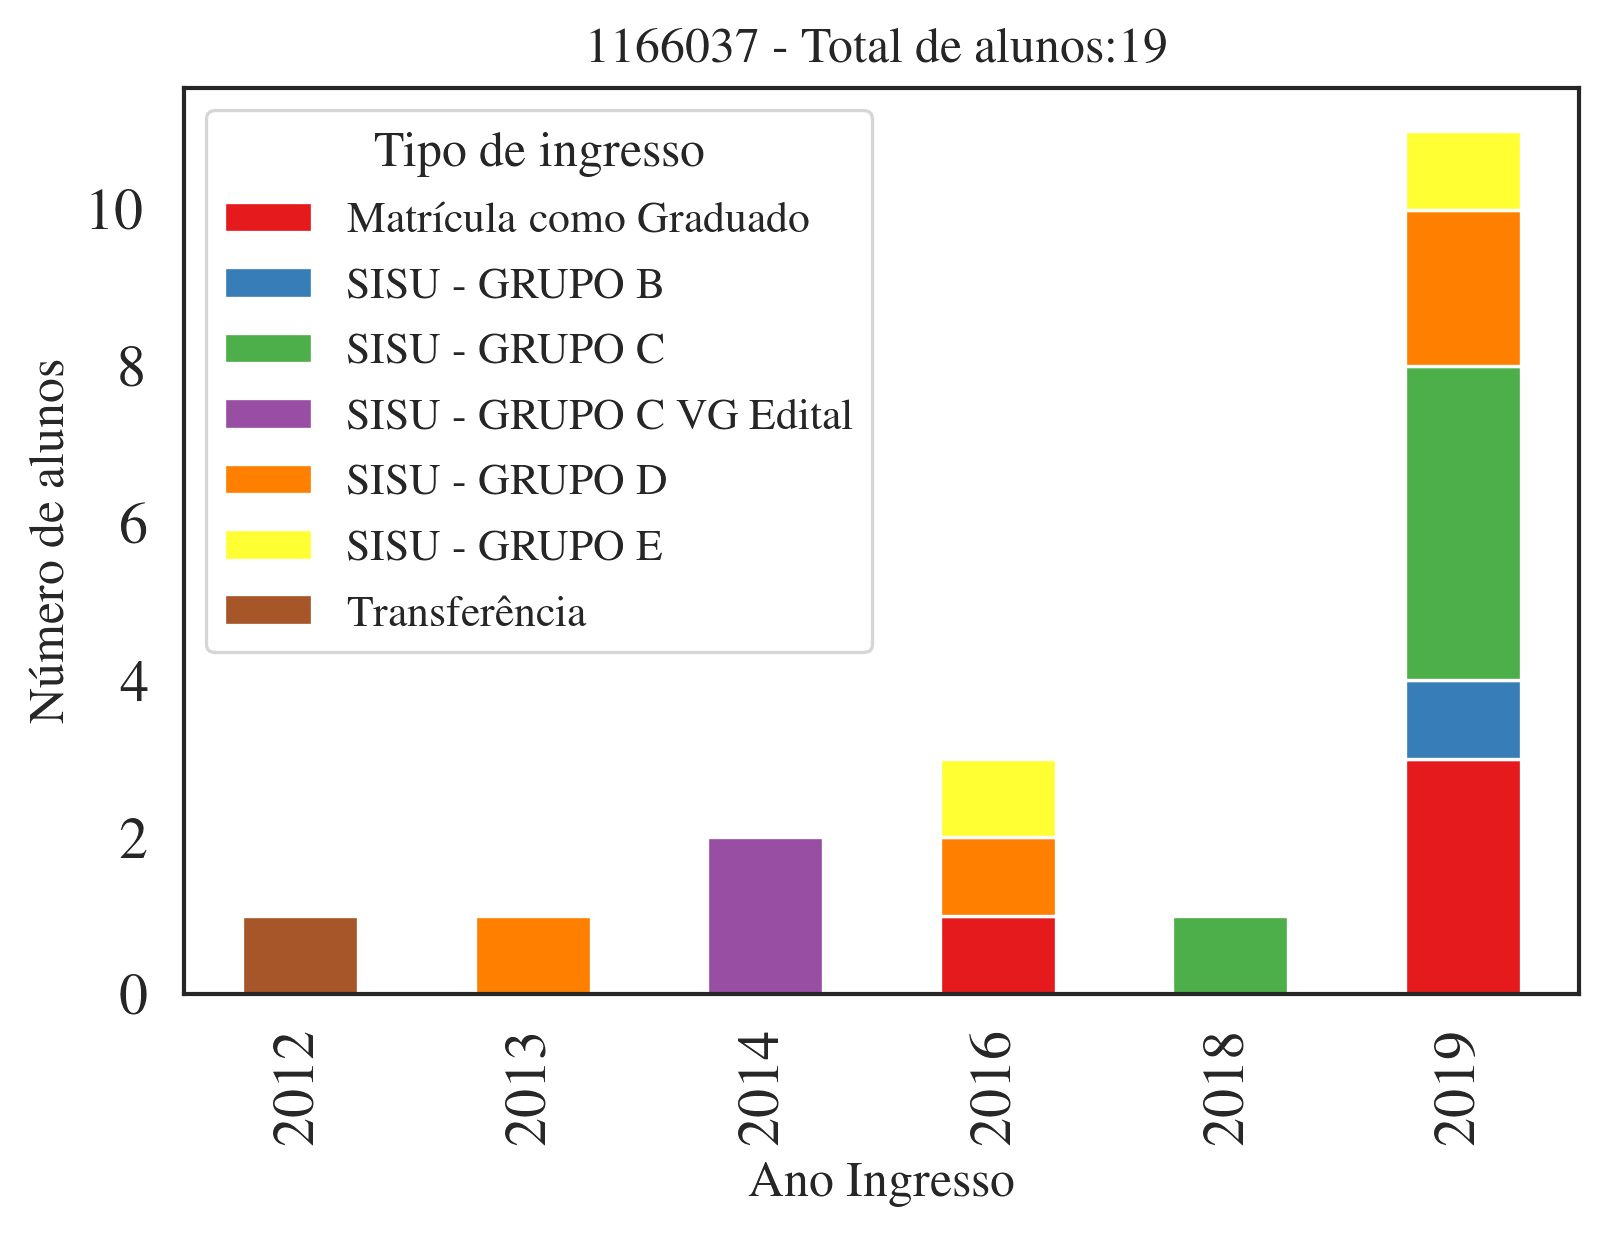 1166037 - Total de alunos:19
Tipo de ingresso
Matrícula como Graduado
SISU - GRUPO B
SISU - GRUPO C
SISU - GRUPO C VG Edital
SISU - GRUPO D
SISU - GRUPO E
Transferência
Número de alunos
10
8
6
4
2
0
2012
2013
2014
2016
2018
2019
Ano Ingresso